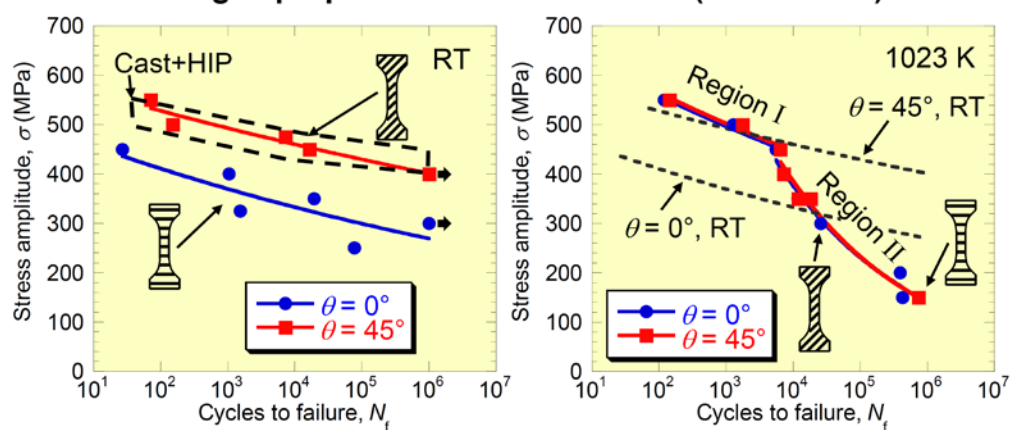 700
600
500
400
300
200
100
0
Stress amplitude, σ (MPa)
Cast+HIP
RT
θ = 0°
θ = 45°
10¹ 10² 10³ 10⁴ 10⁵ 10⁶ 10⁷
Cycles to failure, N_f
700
600
500
400
300
200
100
0
Stress amplitude, σ (MPa)
1023 K
Region I
θ = 45°, RT
θ = 0°, RT
Region II
θ = 0°
θ = 45°
10¹ 10² 10³ 10⁴ 10⁵ 10⁶ 10⁷
Cycles to failure, N_f